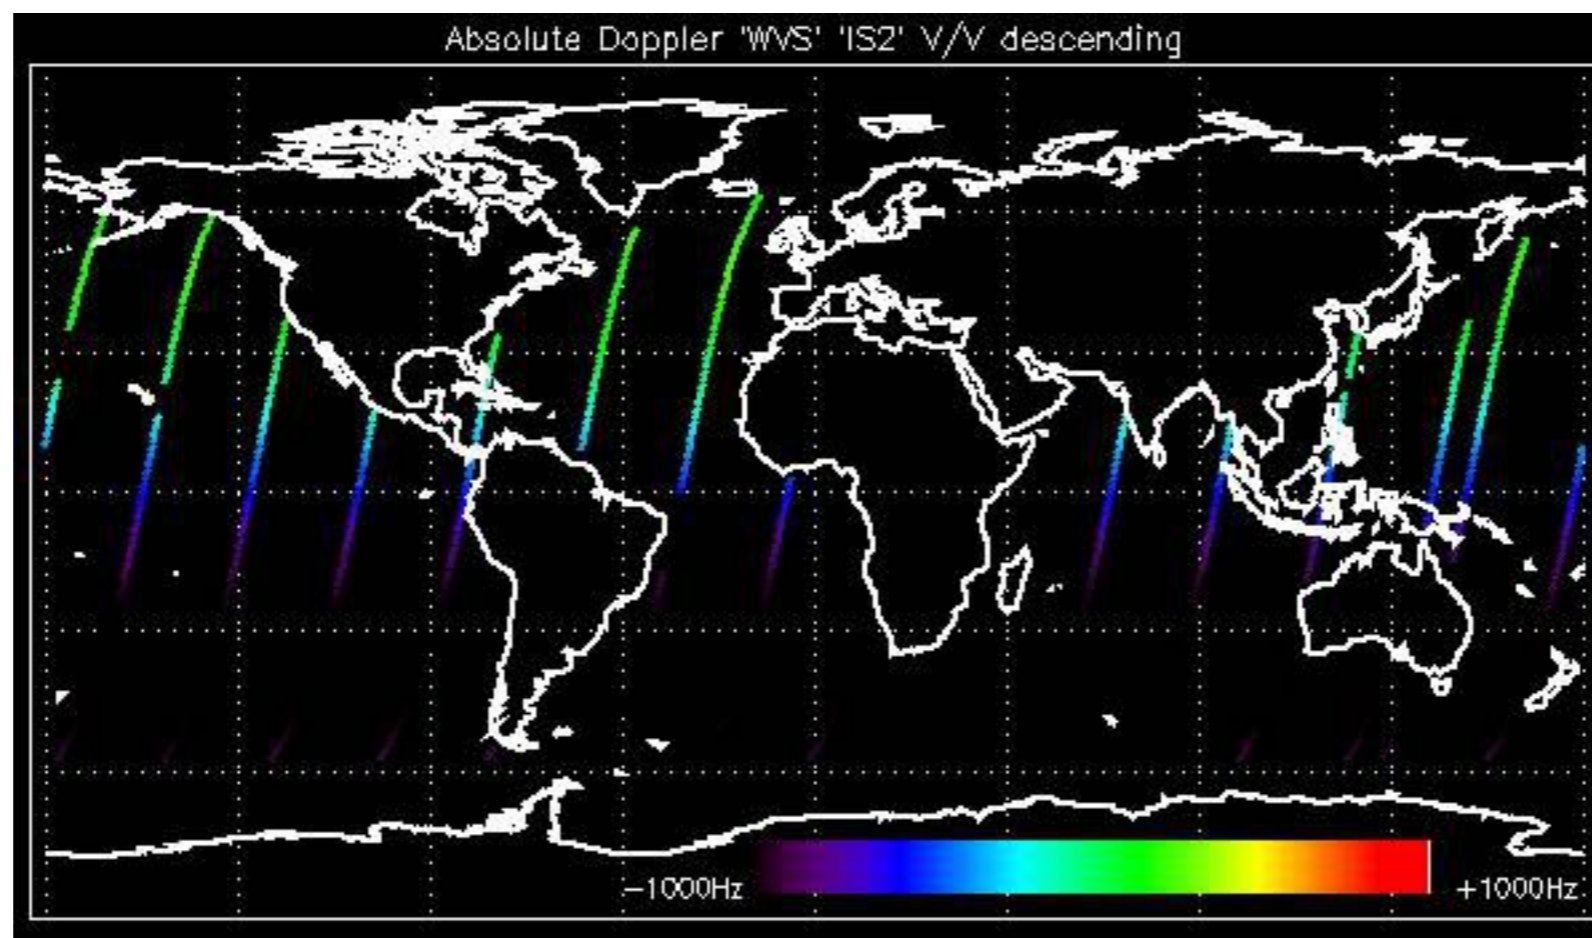 Absolute Doppler 'WVS' 'IS2' V/V descending
−1000Hz +1000Hz